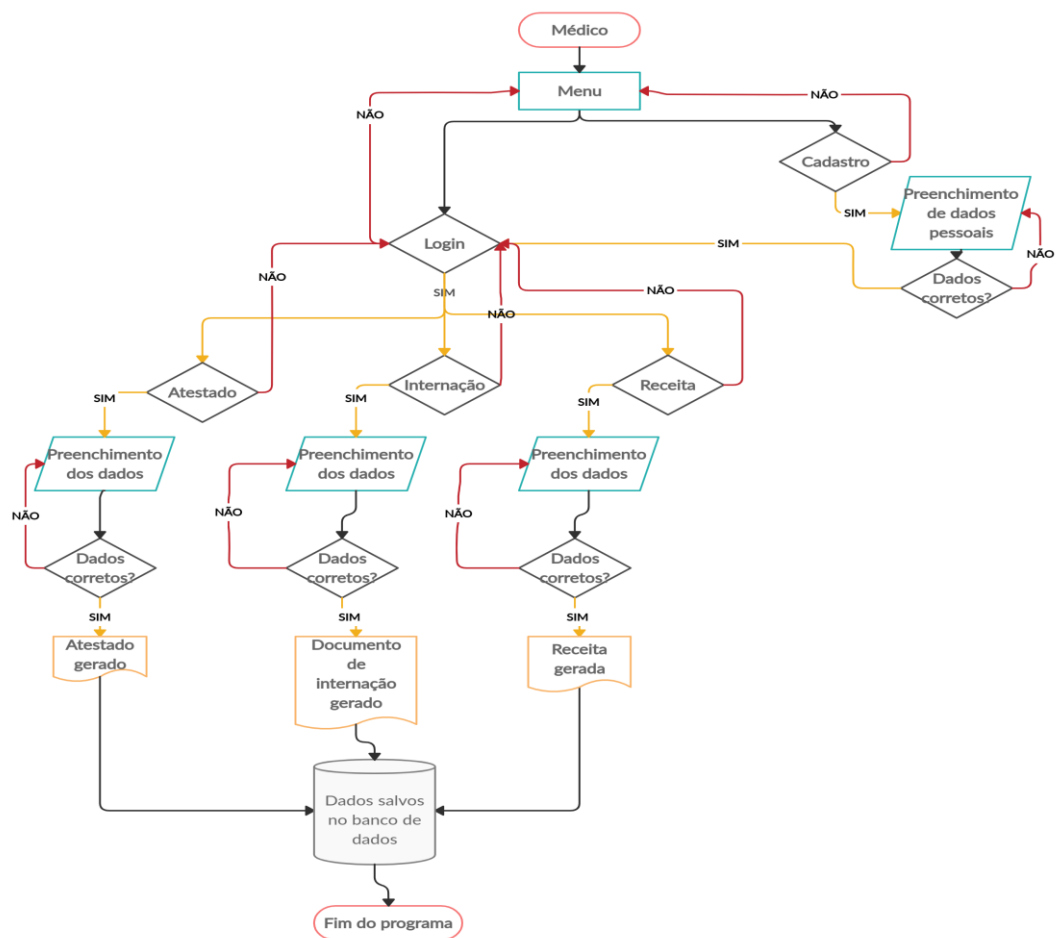 Médico
Menu
NÃO
NÃO
Cadastro
Preenchimento
de dados
pessoais
SIM
Login
SIM
NÃO
NÃO
Dados
corretos?
SIM
NÃO
NÃO
Atestado
Internação
Receita
SIM
SIM
SIM
Preenchimento
dos dados
Preenchimento
dos dados
Preenchimento
dos dados
NÃO
NÃO
NÃO
Dados
corretos?
Dados
corretos?
Dados
corretos?
SIM
SIM
SIM
Atestado
gerado
Documento
de
internação
gerado
Receita
gerada
Dados salvos
no banco de
dados
Fim do programa